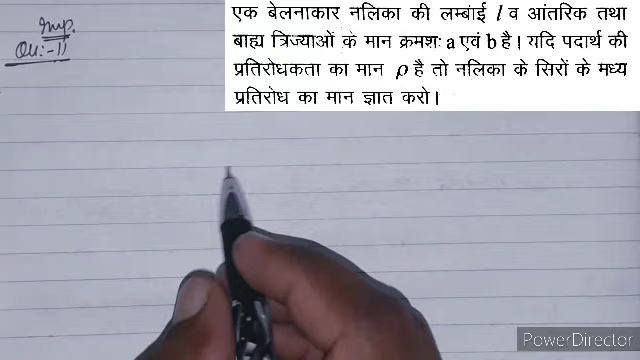 Imp.
Qu:-11
एक बेलनाकार नलिका की लम्बाई l व आंतरिक तथा
बाह्य त्रिज्याओं के मान क्रमशः a एवं b है। यदि पदार्थ की
प्रतिरोधकता का मान ρ है तो नलिका के सिरों के मध्य
प्रतिरोध का मान ज्ञात करो।
PowerDirector